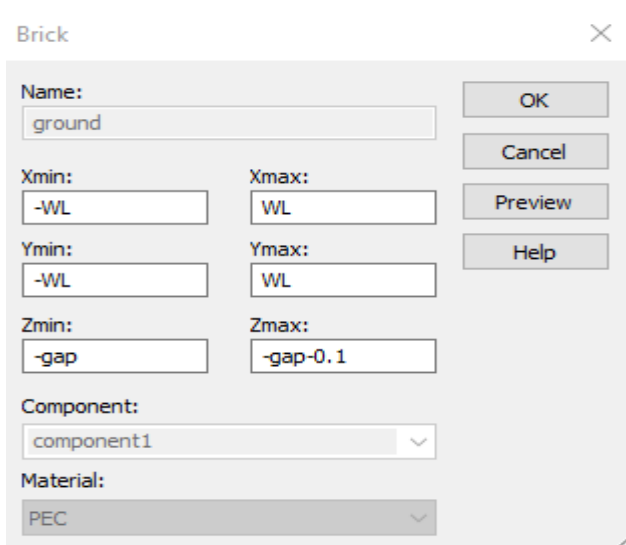 Brick
Name:
ground
OK
Cancel
Xmin:
Xmax:
-WL
WL
Preview
Ymin:
Ymax:
Help
-WL
WL
Zmin:
Zmax:
-gap
-gap-0.1
Component:
component1
Material:
PEC